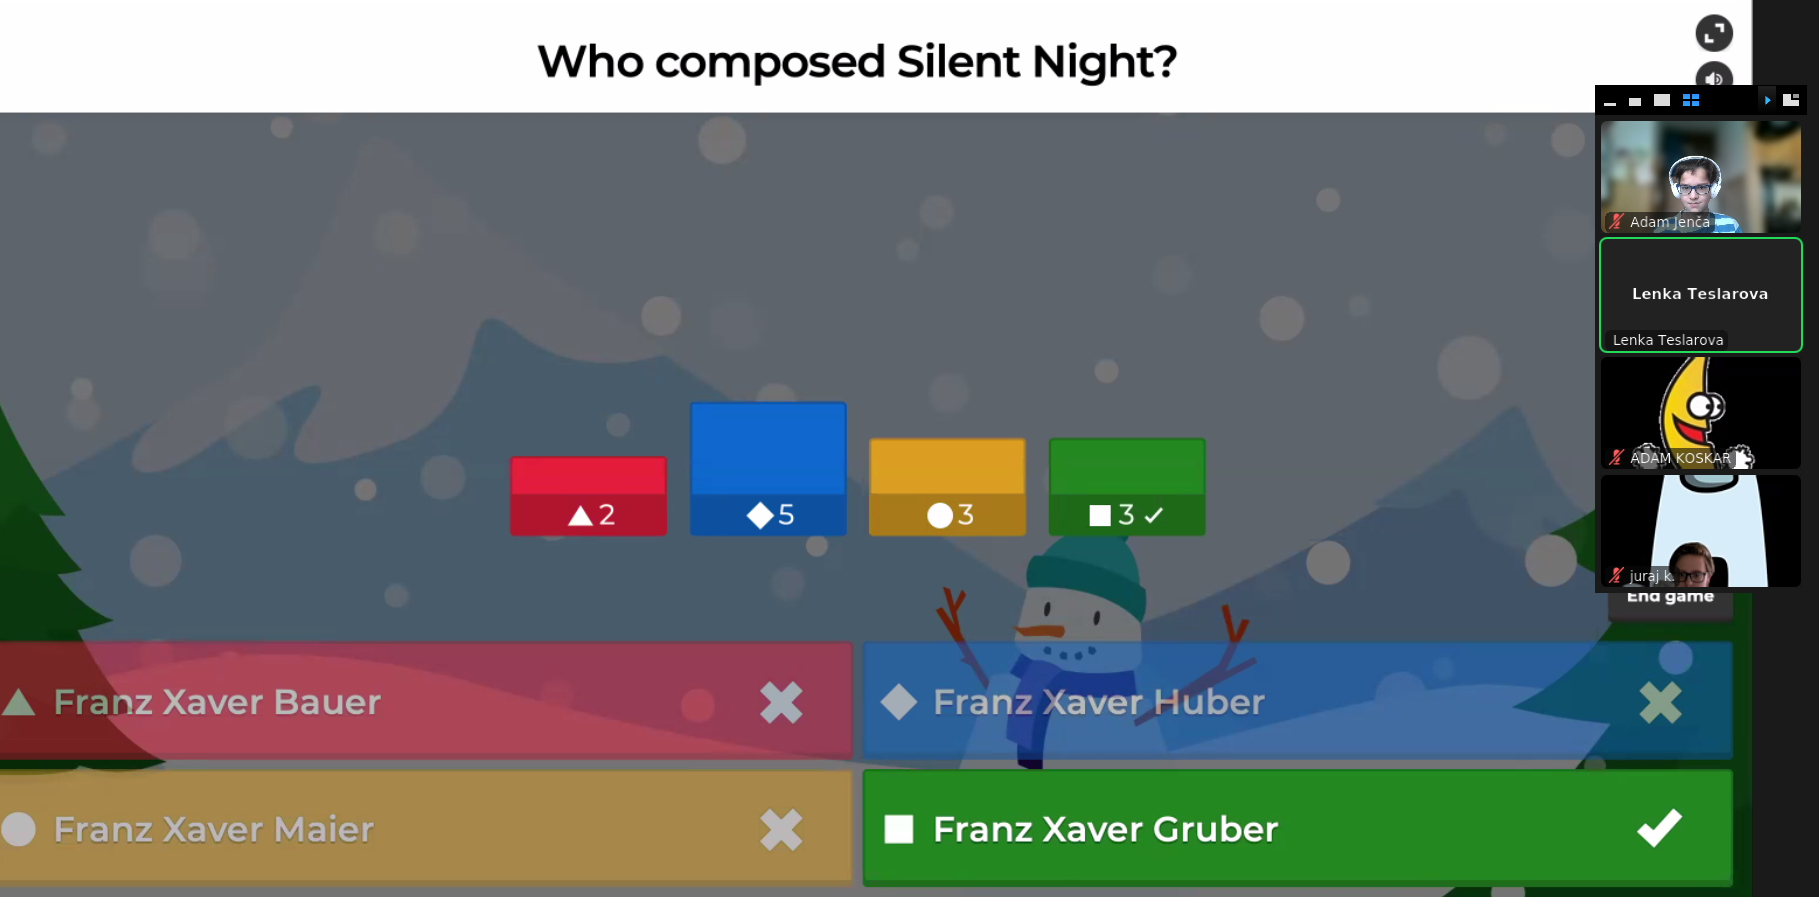 Who composed Silent Night?
Adam Jenča
Lenka Teslarova
Lenka Teslarova
ADAM KOSKAR
juraj k.
2
5
3
3
End game
Franz Xaver Bauer
Franz Xaver Huber
Franz Xaver Maier
Franz Xaver Gruber